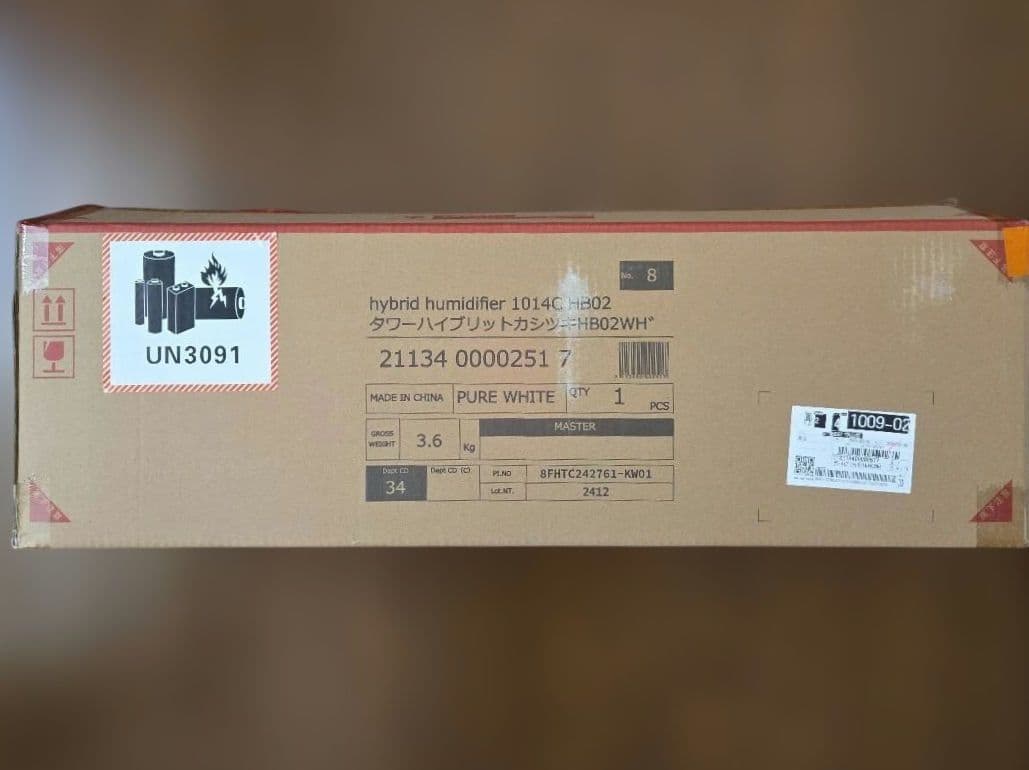 UN3091
No. 8
hybrid humidifier 1014C HB02
タワーハイブリットカシツキHB02WHﾞ
21134 0000251 7
MADE IN CHINA PURE WHITE QTY 1 PCS
GROSS WEIGHT 3.6 Kg MASTER
Dept CD 34 Dept CD (C) PI.NO 8FHTC242761-KW01
Lot.NT. 2412
4 1009-02